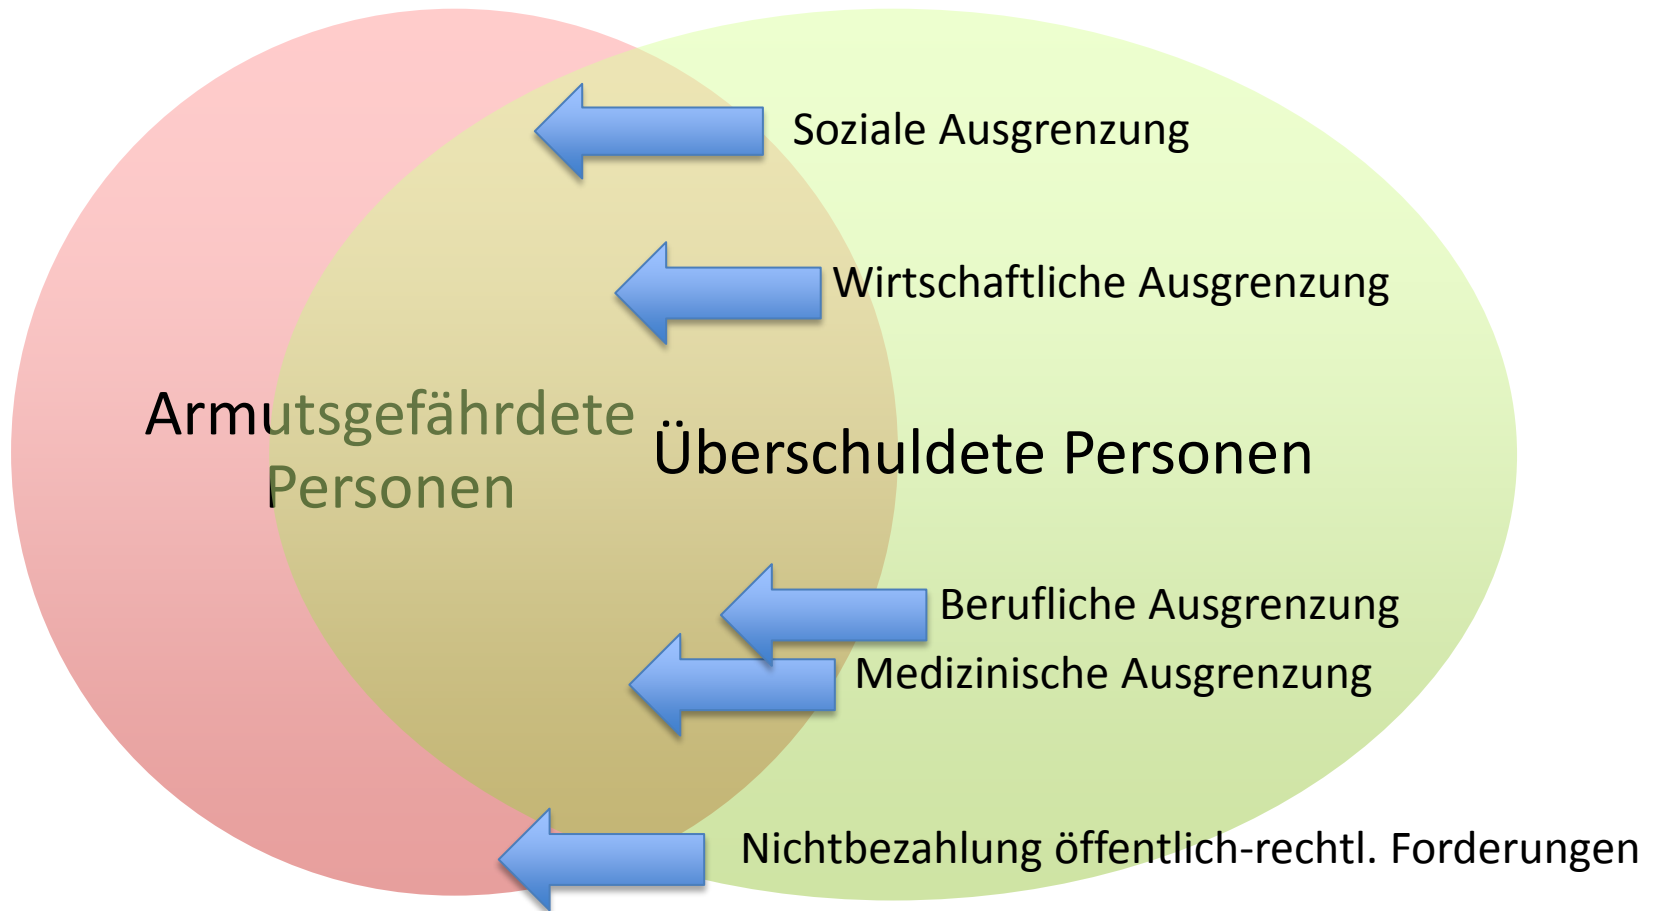 Soziale Ausgrenzung
Wirtschaftliche Ausgrenzung
Armutsgefährdete
Personen
Überschuldete Personen
Berufliche Ausgrenzung
Medizinische Ausgrenzung
Nichtbezahlung öffentlich-rechtl. Forderungen